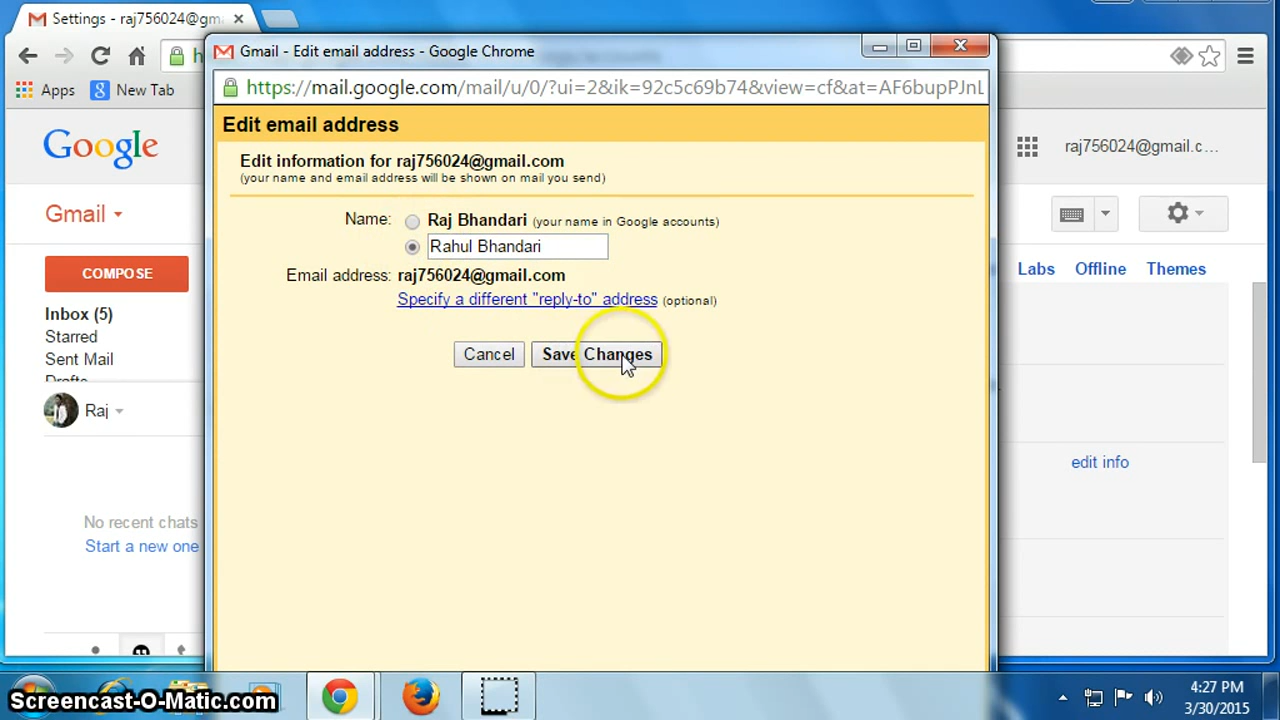 Settings - raj756024@gm
Gmail - Edit email address - Google Chrome
https://mail.google.com/mail/u/0/?ui=2&ik=92c5c69b74&view=cf&at=AF6bupPJnL
Apps
New Tab
Edit email address
Google
raj756024@gmail.c...
Edit information for raj756024@gmail.com
(your name and email address will be shown on mail you send)
Gmail
Name:
Raj Bhandari (your name in Google accounts)
Rahul Bhandari
Email address: raj756024@gmail.com
Specify a different "reply-to" address (optional)
Labs
Offline
Themes
COMPOSE
Inbox (5)
Starred
Sent Mail
Drafts
Cancel
Save Changes
Raj
edit info
No recent chats
Start a new one
Screencast-O-Matic.com
4:27 PM
3/30/2015